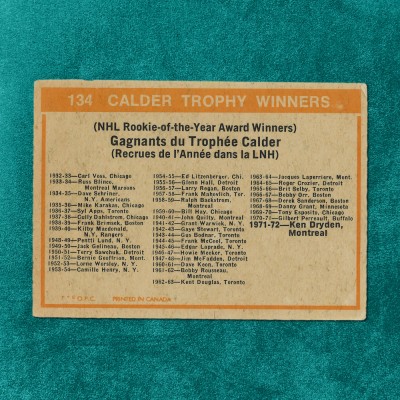 134 CALDER TROPHY WINNERS
(NHL Rookie-of-the-Year Award Winners)
Gagnants du Trophée Calder
(Recrues de l'Année dans la LNH)
1932-33—Carl Voss, Chicago
1933-34—Russ Blinco,
Montreal Maroons
1934-35—Dave Schriner,
N.Y. Americans
1935-36—Mike Karakas, Chicago
1936-37—Syl Apps, Toronto
1937-38—Cully Dahlstrom, Chicago
1938-39—Frank Brimsek, Boston
1939-40—Kilby Macdonald,
N.Y. Rangers
1948-49—Pentti Lund, N. Y.
1949-50—Jack Gelineau, Boston
1950-51—Terry Sawchuk, Detroit
1951-52—Bernie Geoffrion, Mont.
1952-53—Lorne Worsley, N. Y.
1953-54—Camille Henry, N. Y.
1954-55—Ed Litzenberger, Chi.
1955-56—Glenn Hall, Detroit
1956-57—Larry Regan, Boston
1957-58—Frank Mahovlich, Tor.
1958-59—Ralph Backstrom,
Montreal
1959-60—Bill Hay, Chicago
1940-41—John Quilty, Montreal
1941-42—Grant Warwick, N.Y.
1942-43—Gaye Stewart, Toronto
1943-44—Gus Bodnar, Toronto
1944-45—Frank McCool, Toronto
1945-46—Edgar Laprade, N.Y.
1946-47—Howie Meeker, Toronto
1947-48—Jim McFadden, Detroit
1960-61—Dave Keon, Toronto
1961-62—Bobby Rousseau,
Montreal
1962-63—Kent Douglas, Toronto
1963-64—Jacques Laperriere, Mont.
1964-65—Roger Crozier, Detroit
1965-66—Brit Selby, Toronto
1966-67—Bobby Orr, Boston
1967-68—Derek Sanderson, Boston
1968-69—Danny Grant, Minnesota
1969-70—Tony Esposito, Chicago
1970-71—Gilbert Perreault, Buffalo
1971-72—Ken Dryden,
Montreal
O.P.C. PRINTED IN CANADA